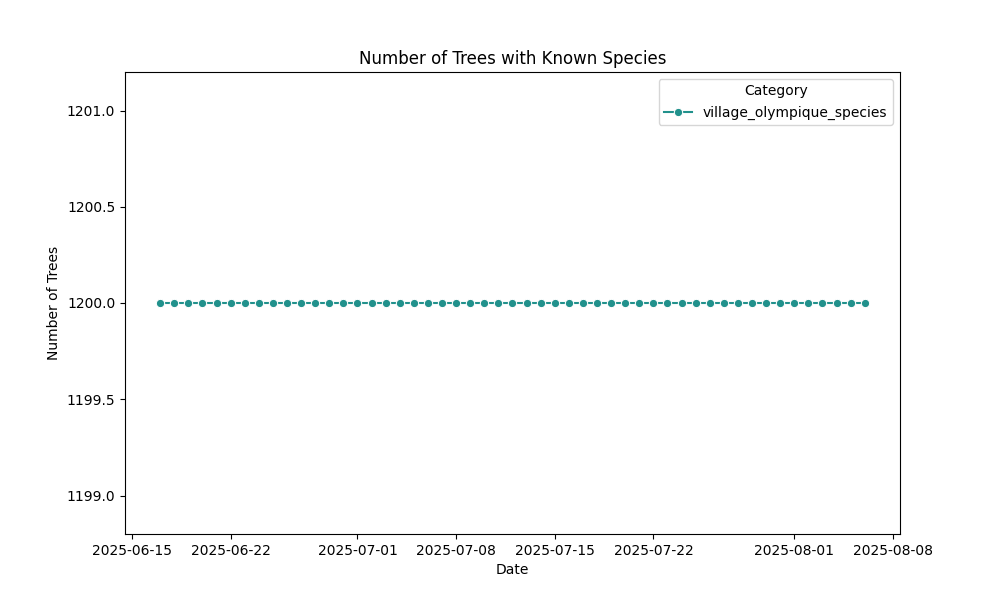 Number of Trees with Known Species
Category
village_olympique_species
1201.0
1200.5
1200.0
1199.5
1199.0
Number of Trees
2025-06-15 2025-06-22 2025-07-01 2025-07-08 2025-07-15 2025-07-22 2025-08-01 2025-08-08
Date